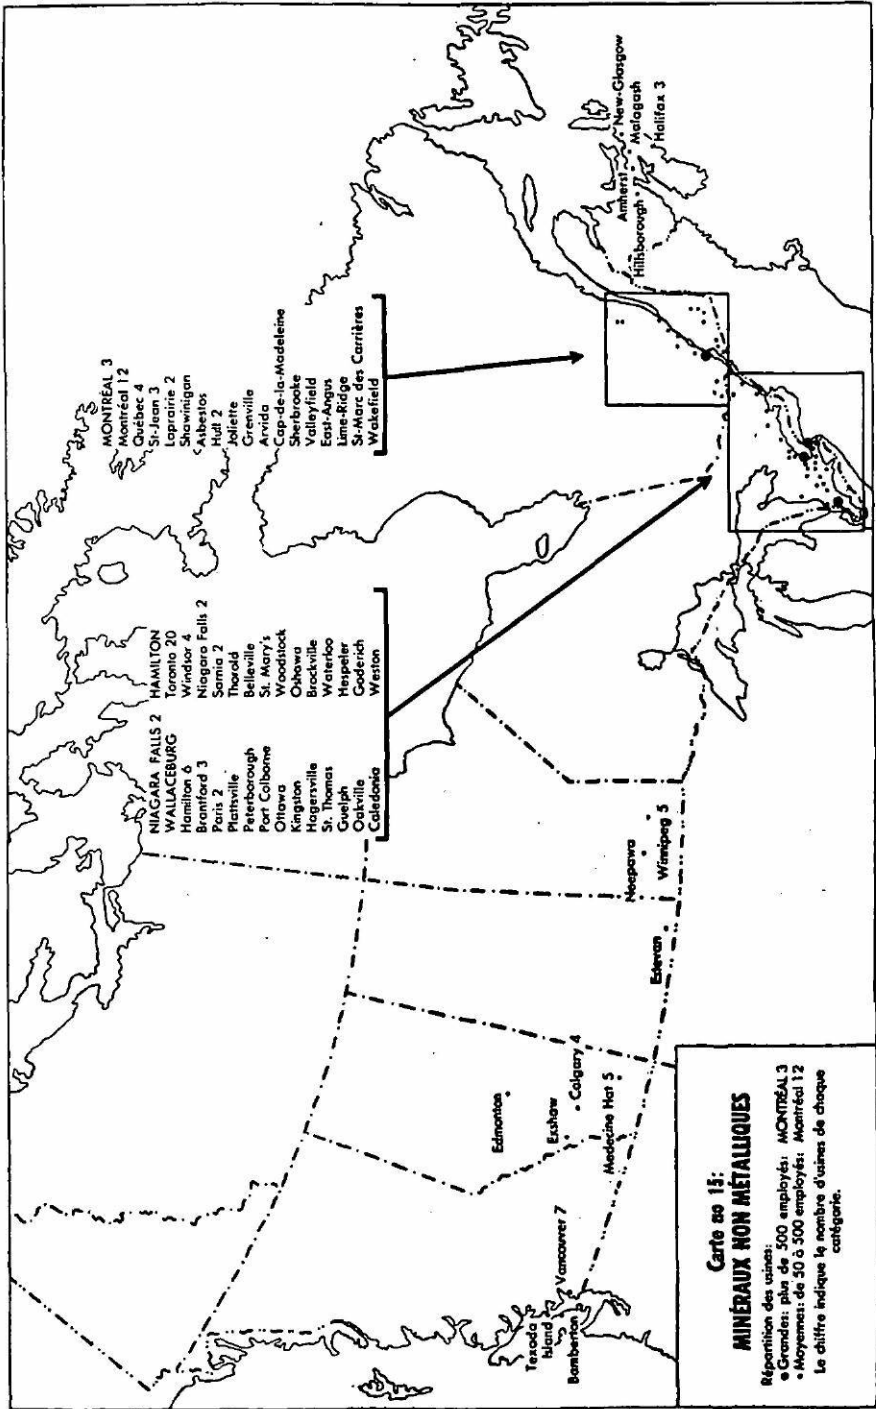 Carte no 15:
MINÉRAUX NON MÉTALLIQUES
Répartition des usines:
Grandes: plus de 500 employés: MONTRÉAL 3
Moyennes: de 50 à 500 employés: Montréal 12
Le chiffre indique le nombre d'usines de chaque
catégorie.
NIAGARA FALLS 2
WALLACEBURG
Hamilton 6
Brantford 3
Paris 2
Plattsville
Peterborough
Port Colborne
Ottawa
Kingston
Hagersville
St. Thomas
Guelph
Oakville
Caledonia
HAMILTON
Toronto 20
Windsor 4
Niagara Falls 2
Sarnia 2
Thorold
Belleville
St. Mary's
Woodstock
Oshawa
Brockville
Waterloo
Hespeler
Goderich
Weston
MONTRÉAL 3
Montréal 12
Québec 4
St-Jean 3
Laprairie 2
Shawinigan
Asbestos
Hull 2
Joliette
Grenville
Arvida
Cap-de-la-Madeleine
Sherbrooke
Valleyfield
East-Angus
Lime-Ridge
St-Marc des Carrières
Wakefield
Texada
Island
Bamberton
Vancouver 7
Edmonton
Exshaw
Calgary 4
Medecine Hat 5
Estevan
Neepawa
Winnipeg 5
Amherst
Hillsborough
New-Glasgow
Malagash
Halifax 3